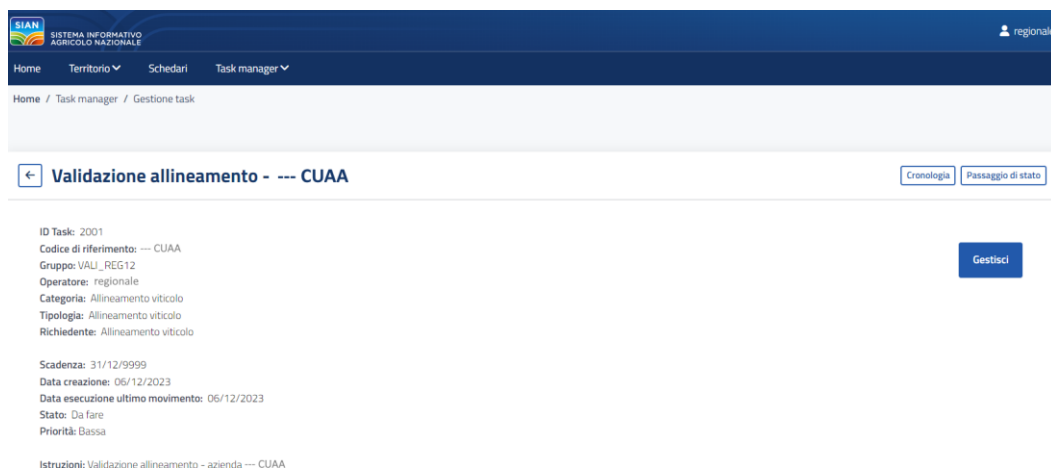 SIAN
SISTEMA INFORMATIVO
AGRICOLO NAZIONALE
regionale
Home Territorio Schedari Task manager
Home / Task manager / Gestione task
Validazione allineamento - --- CUAA
Cronologia Passaggio di stato
ID Task: 2001
Codice di riferimento: --- CUAA
Gruppo: VALI_REG12
Operatore: regionale
Categoria: Allineamento viticolo
Tipologia: Allineamento viticolo
Richiedente: Allineamento viticolo
Gestisci
Scadenza: 31/12/9999
Data creazione: 06/12/2023
Data esecuzione ultimo movimento: 06/12/2023
Stato: Da fare
Priorità: Bassa
Istruzioni: Validazione allineamento - azienda --- CUAA